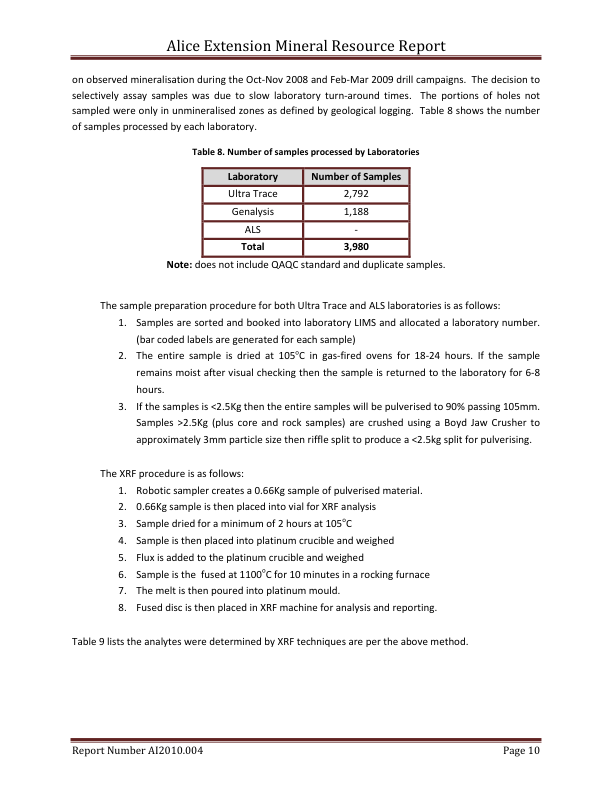 Alice Extension Mineral Resource Report
on observed mineralisation during the Oct-Nov 2008 and Feb-Mar 2009 drill campaigns. The decision to
selectively assay samples was due to slow laboratory turn-around times. The portions of holes not
sampled were only in unmineralised zones as defined by geological logging. Table 8 shows the number
of samples processed by each laboratory.
Table 8. Number of samples processed by Laboratories
Laboratory Number of Samples
Ultra Trace 2,792
Genalysis 1,188
ALS -
Total 3,980
Note: does not include QAQC standard and duplicate samples.
The sample preparation procedure for both Ultra Trace and ALS laboratories is as follows:
1. Samples are sorted and booked into laboratory LIMS and allocated a laboratory number.
(bar coded labels are generated for each sample)
2. The entire sample is dried at 105°C in gas-fired ovens for 18-24 hours. If the sample
remains moist after visual checking then the sample is returned to the laboratory for 6-8
hours.
3. If the samples is <2.5Kg then the entire samples will be pulverised to 90% passing 105mm.
Samples >2.5Kg (plus core and rock samples) are crushed using a Boyd Jaw Crusher to
approximately 3mm particle size then riffle split to produce a <2.5kg split for pulverising.
The XRF procedure is as follows:
1. Robotic sampler creates a 0.66Kg sample of pulverised material.
2. 0.66Kg sample is then placed into vial for XRF analysis
3. Sample dried for a minimum of 2 hours at 105°C
4. Sample is then placed into platinum crucible and weighed
5. Flux is added to the platinum crucible and weighed
6. Sample is the fused at 1100°C for 10 minutes in a rocking furnace
7. The melt is then poured into platinum mould.
8. Fused disc is then placed in XRF machine for analysis and reporting.
Table 9 lists the analytes were determined by XRF techniques are per the above method.
Report Number AI2010.004 Page 10